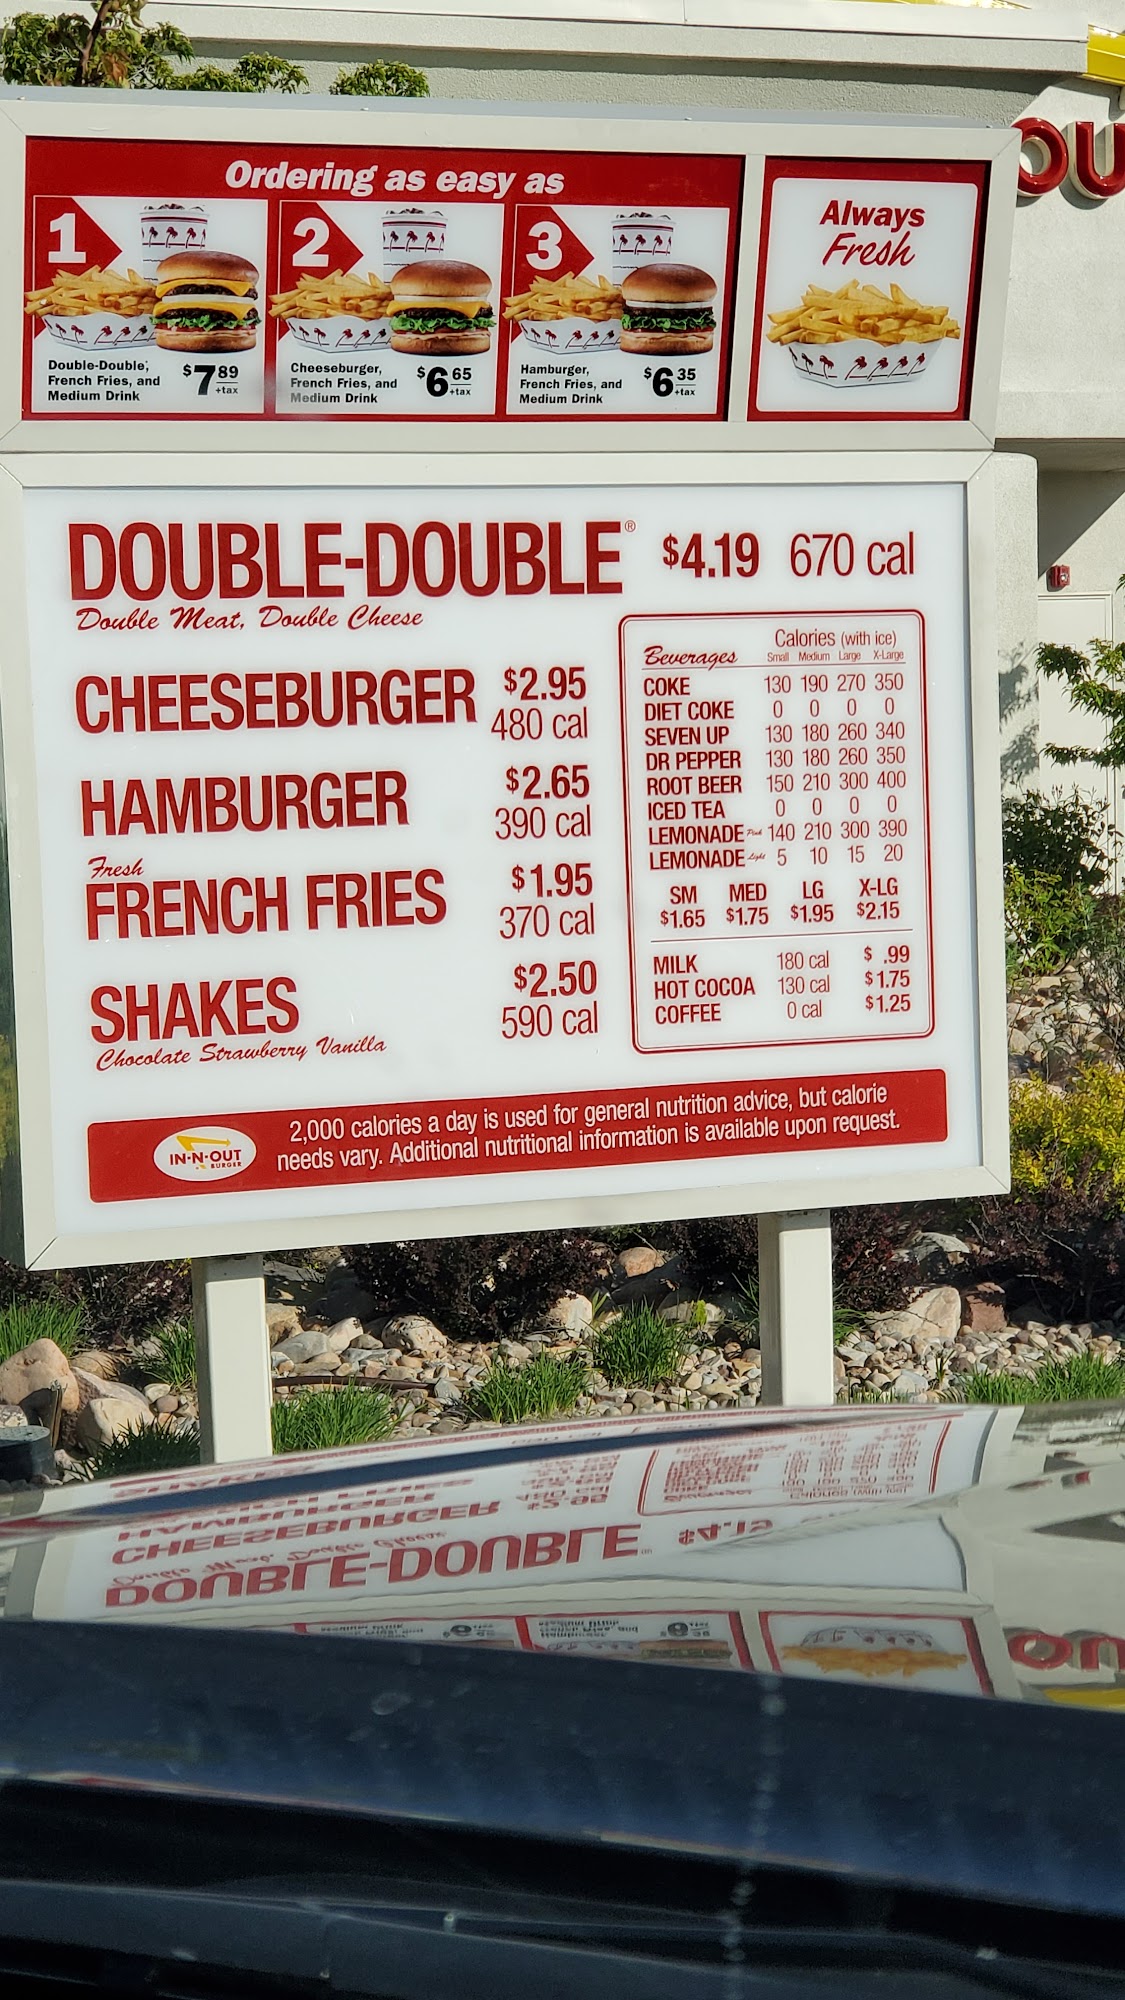 OU
Ordering as easy as
1
Double-Double,
French Fries, and
Medium Drink
$7 89
+tax
2
Cheeseburger,
French Fries, and
Medium Drink
$6 65
+tax
3
Hamburger,
French Fries, and
Medium Drink
$6 35
+tax
Always
Fresh
DOUBLE-DOUBLE® $4.19 670 cal
Double Meat, Double Cheese
CHEESEBURGER $2.95
480 cal
HAMBURGER $2.65
390 cal
Fresh
FRENCH FRIES $1.95
370 cal
SHAKES $2.50
590 cal
Chocolate Strawberry Vanilla
Calories (with ice)
Beverages Small Medium Large X-Large
COKE 130 190 270 350
DIET COKE 0 0 0 0
SEVEN UP 130 180 260 340
DR PEPPER 130 180 260 350
ROOT BEER 150 210 300 400
ICED TEA 0 0 0 0
LEMONADE Pink 140 210 300 390
LEMONADE Light 5 10 15 20
SM MED LG X-LG
$1.65 $1.75 $1.95 $2.15
MILK 180 cal $ .99
HOT COCOA 130 cal $1.75
COFFEE 0 cal $1.25
IN-N-OUT
BURGER
2,000 calories a day is used for general nutrition advice, but calorie
needs vary. Additional nutritional information is available upon request.